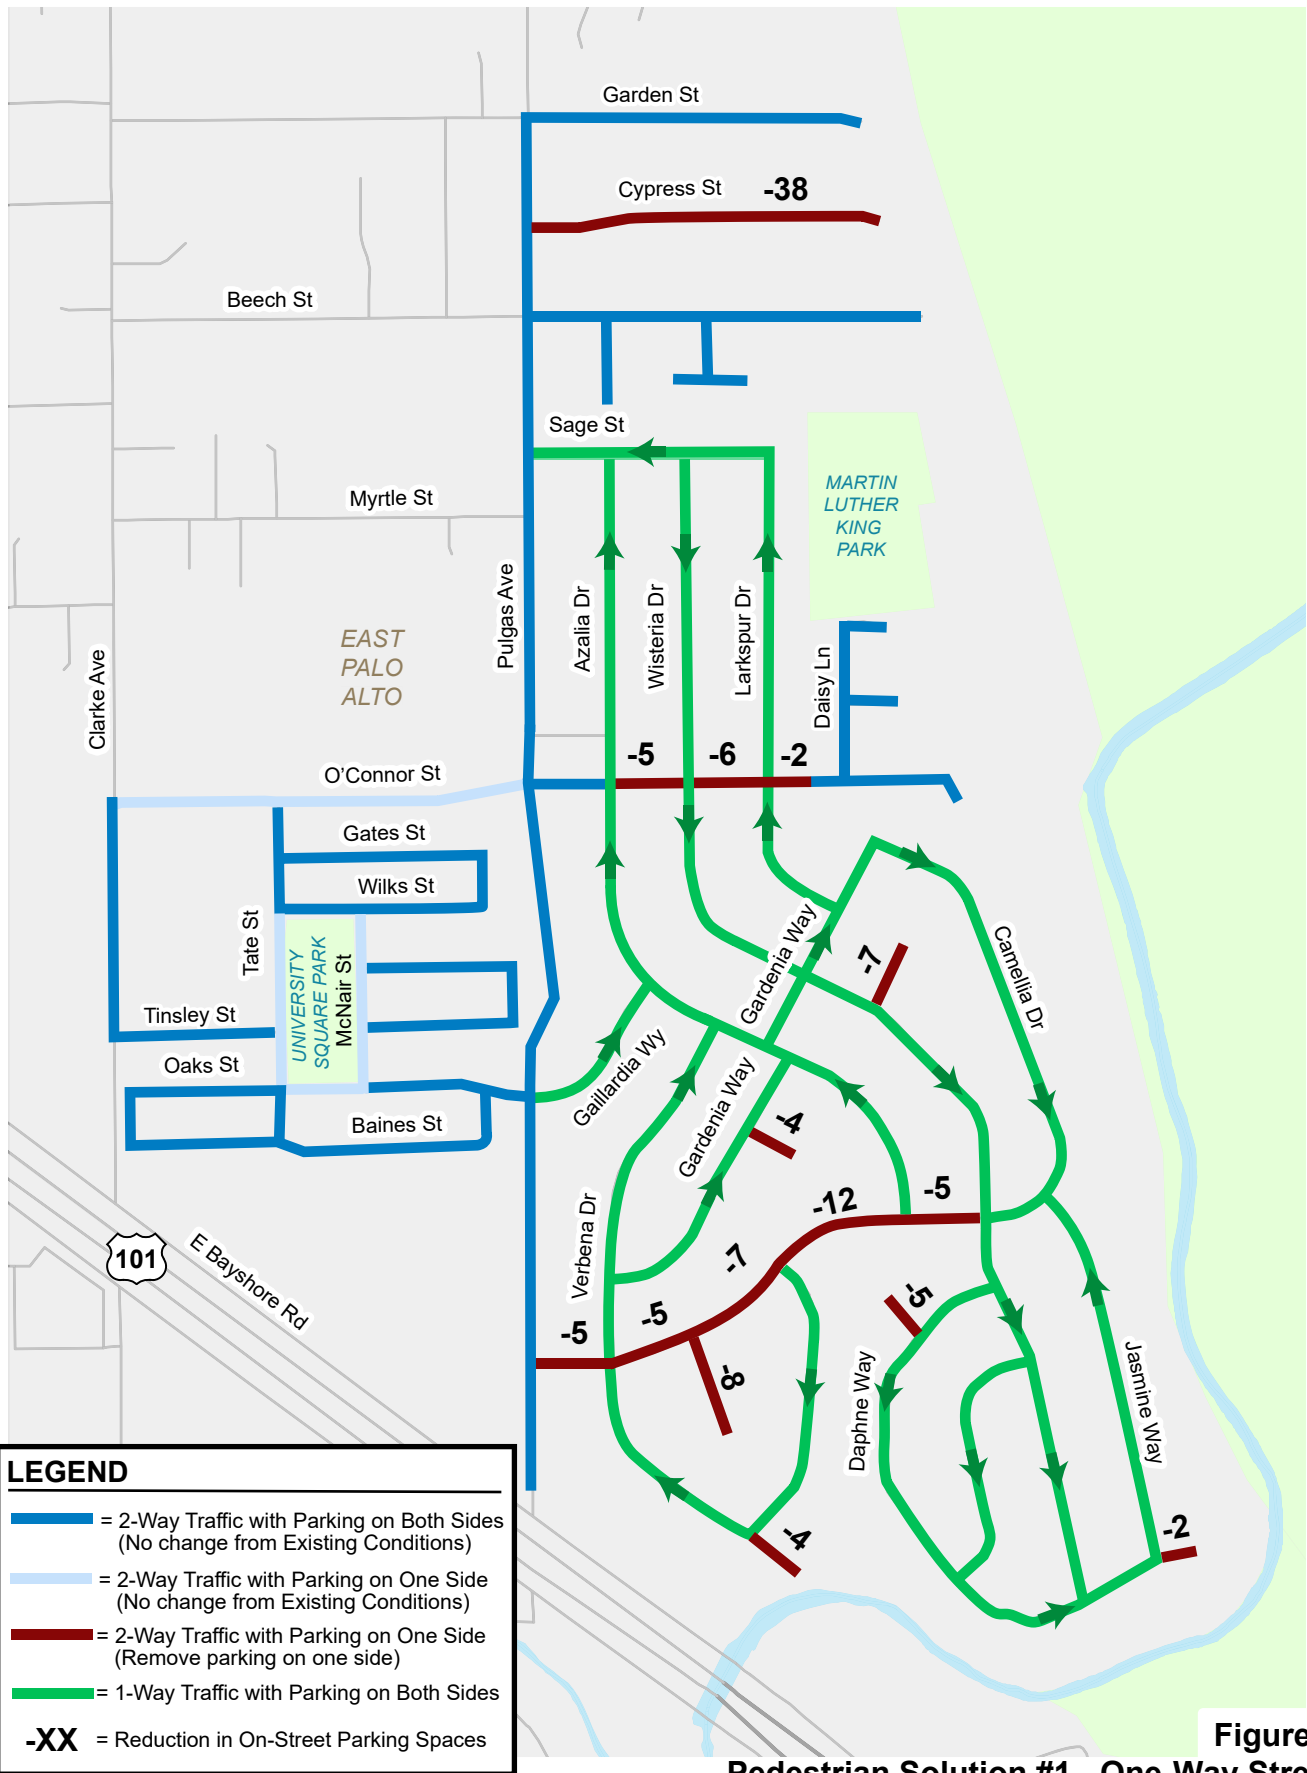 Garden St
Cypress St
-38
Beech St
Sage St
MARTIN
LUTHER
KING
PARK
Myrtle St
Pulgas Ave
Azalia Dr
Wisteria Dr
Larkspur Dr
Daisy Ln
EAST
PALO
ALTO
Clarke Ave
-5
-6
-2
O'Connor St
Gates St
Wilks St
Tate St
UNIVERSITY
SQUARE PARK
McNair St
Gardenia Way
-7
Camellia Dr
Tinsley St
Oaks St
Gaillardia Wy
Gardenia Way
-4
Baines St
Verbena Dr
-12
-5
101
E Bayshore Rd
-7
-5
-5
-5
-8
Daphne Way
Jasmine Way
-4
-2
LEGEND
= 2-Way Traffic with Parking on Both Sides
(No change from Existing Conditions)
= 2-Way Traffic with Parking on One Side
(No change from Existing Conditions)
= 2-Way Traffic with Parking on One Side
(Remove parking on one side)
= 1-Way Traffic with Parking on Both Sides
-XX = Reduction in On-Street Parking Spaces
Figure
Pedestrian Solution #1 - One-Way Stre